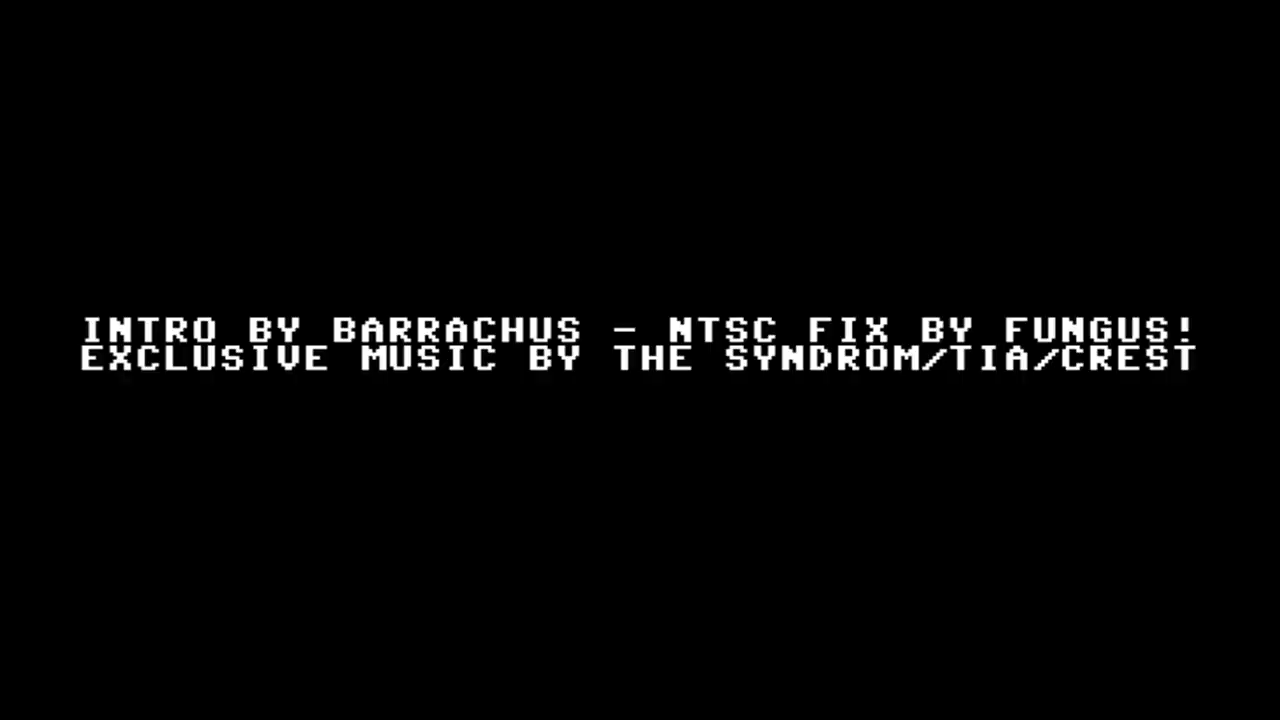 INTRO BY BARRACHUS - NTSC FIX BY FUNGUS!
EXCLUSIVE MUSIC BY THE SYNDROM/TIA/CREST